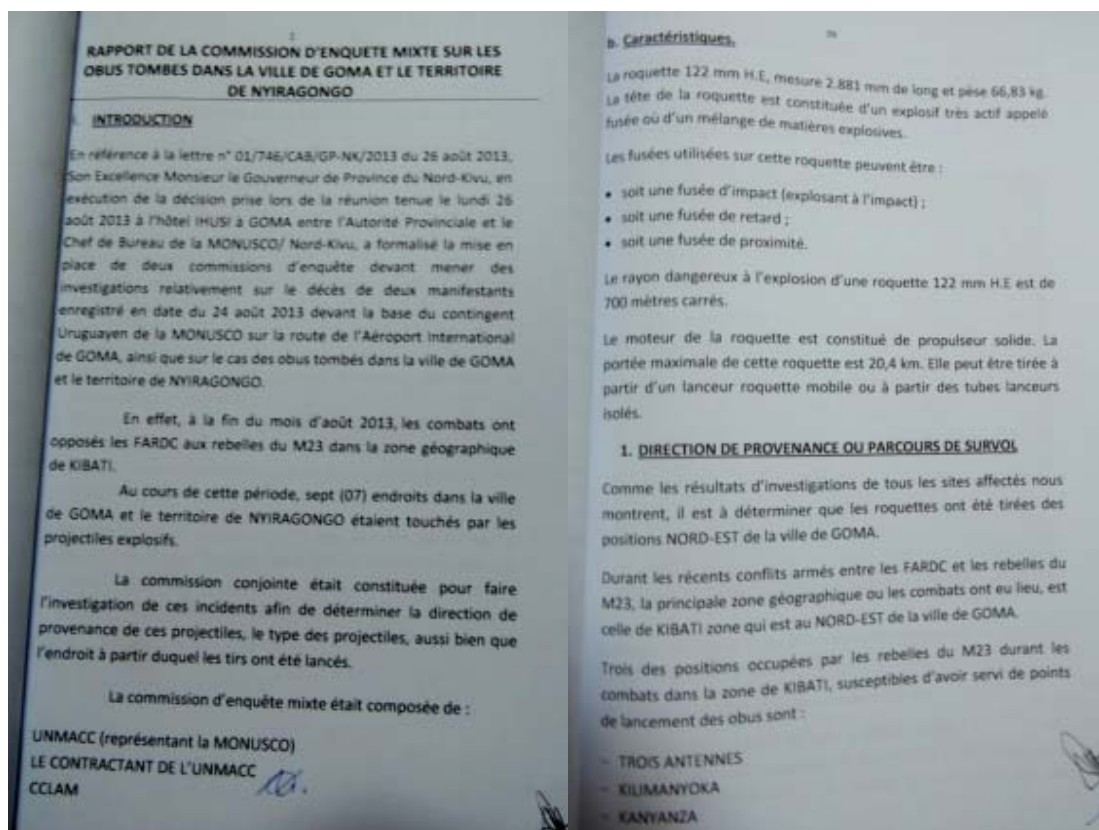 2
RAPPORT DE LA COMMISSION D'ENQUETE MIXTE SUR LES
OBUS TOMBES DANS LA VILLE DE GOMA ET LE TERRITOIRE
DE NYIRAGONGO
INTRODUCTION
En référence à la lettre n° 01/746/CAB/GP-NK/2013 du 26 août 2013,
Son Excellence Monsieur le Gouverneur de Province du Nord-Kivu, en
exécution de la décision prise lors de la réunion tenue le lundi 26
août 2013 à l'hôtel IHUSI à GOMA entre l'Autorité Provinciale et le
Chef de Bureau de la MONUSCO/ Nord-Kivu, a formalisé la mise en
place de deux commissions d'enquête devant mener des
investigations relativement sur le décès de deux manifestants
enregistré en date du 24 août 2013 devant la base du contingent
Uruguayen de la MONUSCO sur la route de l'Aéroport International
de GOMA, ainsi que sur le cas des obus tombés dans la ville de GOMA
et le territoire de NYIRAGONGO.
En effet, à la fin du mois d'août 2013, les combats ont
opposés les FARDC aux rebelles du M23 dans la zone géographique
de KIBATI.
Au cours de cette période, sept (07) endroits dans la ville
de GOMA et le territoire de NYIRAGONGO étaient touchés par les
projectiles explosifs.
La commission conjointe était constituée pour faire
l'investigation de ces incidents afin de déterminer la direction de
provenance de ces projectiles, le type des projectiles, aussi bien que
l'endroit à partir duquel les tirs ont été lancés.
La commission d'enquête mixte était composée de :
UNMACC (représentant la MONUSCO)
LE CONTRACTANT DE L'UNMACC
CCLAM
b. Caractéristiques.
La roquette 122 mm H.E, mesure 2.881 mm de long et pèse 66,83 kg.
La tête de la roquette est constituée d'un explosif très actif appelé
fusée où d'un mélange de matières explosives.
Les fusées utilisées sur cette roquette peuvent être :
• soit une fusée d'impact (explosant à l'impact) ;
• soit une fusée de retard ;
• soit une fusée de proximité.
Le rayon dangereux à l'explosion d'une roquette 122 mm H.E est de
700 mètres carrés.
Le moteur de la roquette est constitué de propulseur solide. La
portée maximale de cette roquette est 20,4 km. Elle peut être tirée à
partir d'un lanceur roquette mobile ou à partir des tubes lanceurs
isolés.
1. DIRECTION DE PROVENANCE OU PARCOURS DE SURVOL
Comme les résultats d'investigations de tous les sites affectés nous
montrent, il est à déterminer que les roquettes ont été tirées des
positions NORD-EST de la ville de GOMA.
Durant les récents conflits armés entre les FARDC et les rebelles du
M23, la principale zone géographique ou les combats ont eu lieu, est
celle de KIBATI zone qui est au NORD-EST de la ville de GOMA.
Trois des positions occupées par les rebelles du M23 durant les
combats dans la zone de KIBATI, susceptibles d'avoir servi de points
de lancement des obus sont :
- TROIS ANTENNES
- KILIMANYOKA
- KANYANZA